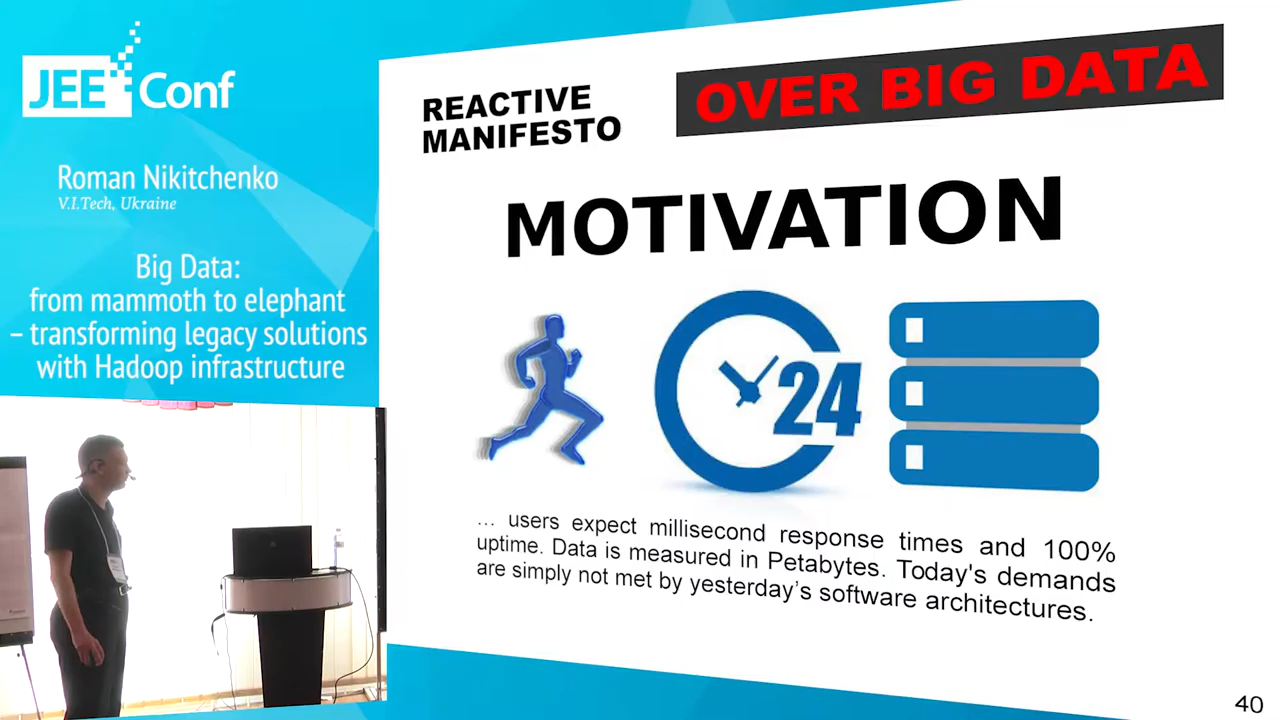 JEE Conf
Roman Nikitchenko
V.I.Tech, Ukraine
Big Data:
from mammoth to elephant
– transforming legacy solutions
with Hadoop infrastructure
REACTIVE
MANIFESTO
OVER BIG DATA
MOTIVATION
24
... users expect millisecond response times and 100%
uptime. Data is measured in Petabytes. Today's demands
are simply not met by yesterday’s software architectures.
40